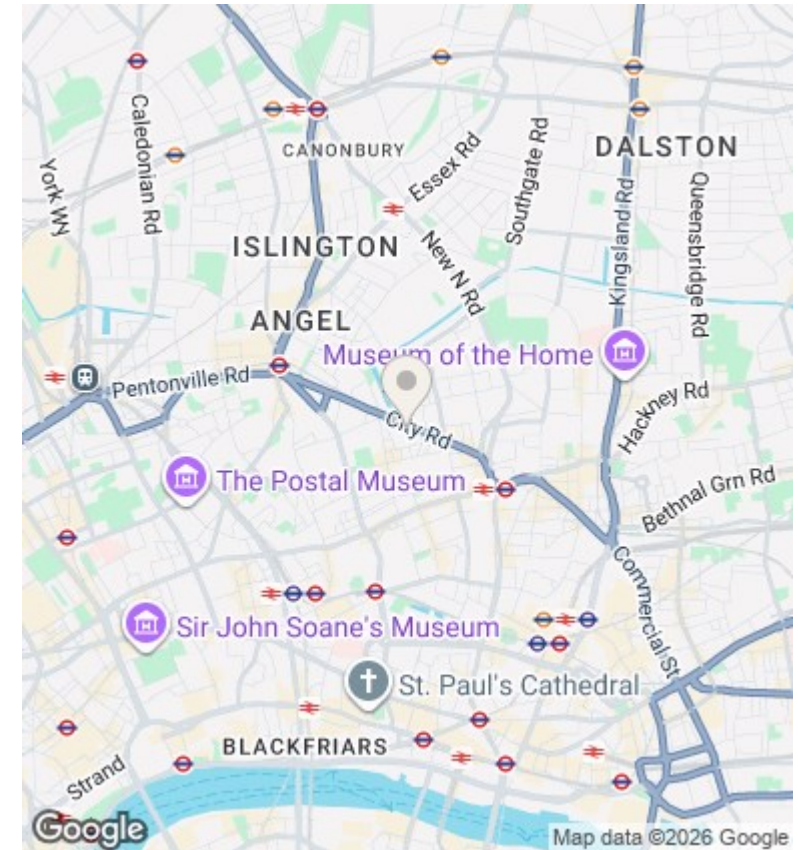 Caledonian Rd
York WY
CANONBURY
Essex Rd
Southgate Rd
DALSTON
Queensbridge Rd
ISLINGTON
New N Rd
Kingsland Rd
ANGEL
Museum of the Home
Pentonville Rd
City Rd
Hackney Rd
The Postal Museum
Bethnal Grn Rd
Commercial St
Sir John Soane's Museum
St. Paul's Cathedral
BLACKFRIARS
Strand
Google
Map data ©2026 Google